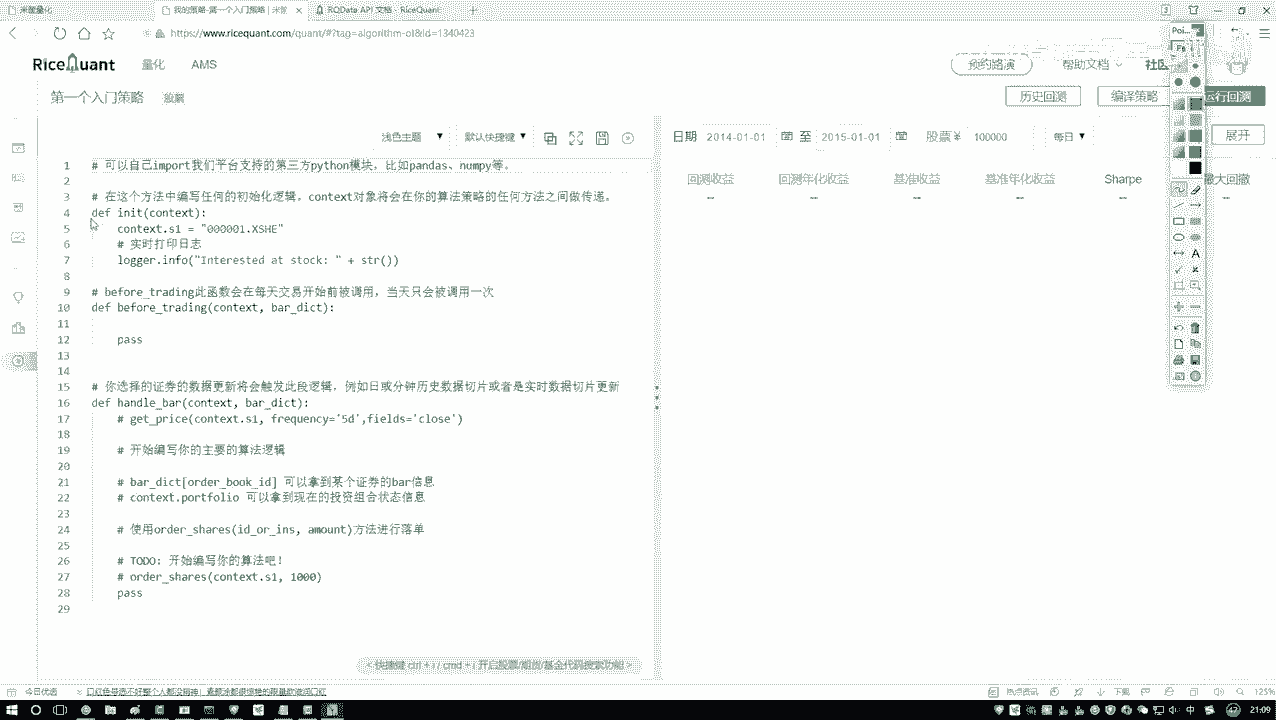 米筐量化
我的策略-第一个入门策略 | 米筐
RQData API 文档 - RiceQuant
https://www.ricequant.com/quant/#?tag=algorithm-ol&id=1340423
RiceQuant
量化
AMS
预约路演
帮助文档
社区
第一个入门策略
历史回测
编译策略
运行回测
浅色主题
默认快捷键
日期 2014-01-01 至 2015-01-01 股票¥ 100000 每日
展开
回测收益 回测年化收益 基准收益 基准年化收益 Sharpe 最大回撤
-- -- -- -- -- --
1 # 可以自己import我们平台支持的第三方python模块，比如pandas、numpy等。
2
3 # 在这个方法中编写任何的初始化逻辑。context对象将会在你的算法策略的任何方法之间做传递。
4 def init(context):
5 context.s1 = "000001.XSHE"
6 # 实时打印日志
7 logger.info("Interested at stock: " + str())
8
9 # before_trading此函数会在每天交易开始前被调用，当天只会被调用一次
10 def before_trading(context, bar_dict):
11
12 pass
13
14
15 # 你选择的证券的数据更新将会触发此段逻辑，例如日或分钟历史数据切片或者是实时数据切片更新
16 def handle_bar(context, bar_dict):
17 # get_price(context.s1, frequency='5d',fields='close')
18
19 # 开始编写你的主要的算法逻辑
20
21 # bar_dict[order_book_id] 可以拿到某个证券的bar信息
22 # context.portfolio 可以拿到现在的投资组合状态信息
23
24 # 使用order_shares(id_or_ins, amount)方法进行落单
25
26 # TODO: 开始编写你的算法吧！
27 # order_shares(context.s1, 1000)
28 pass
29
快捷键 ctrl + i / cmd + i 开启股票/期货/基金代码搜索功能
今日优选
热点资讯
下载
125%
中
21:09